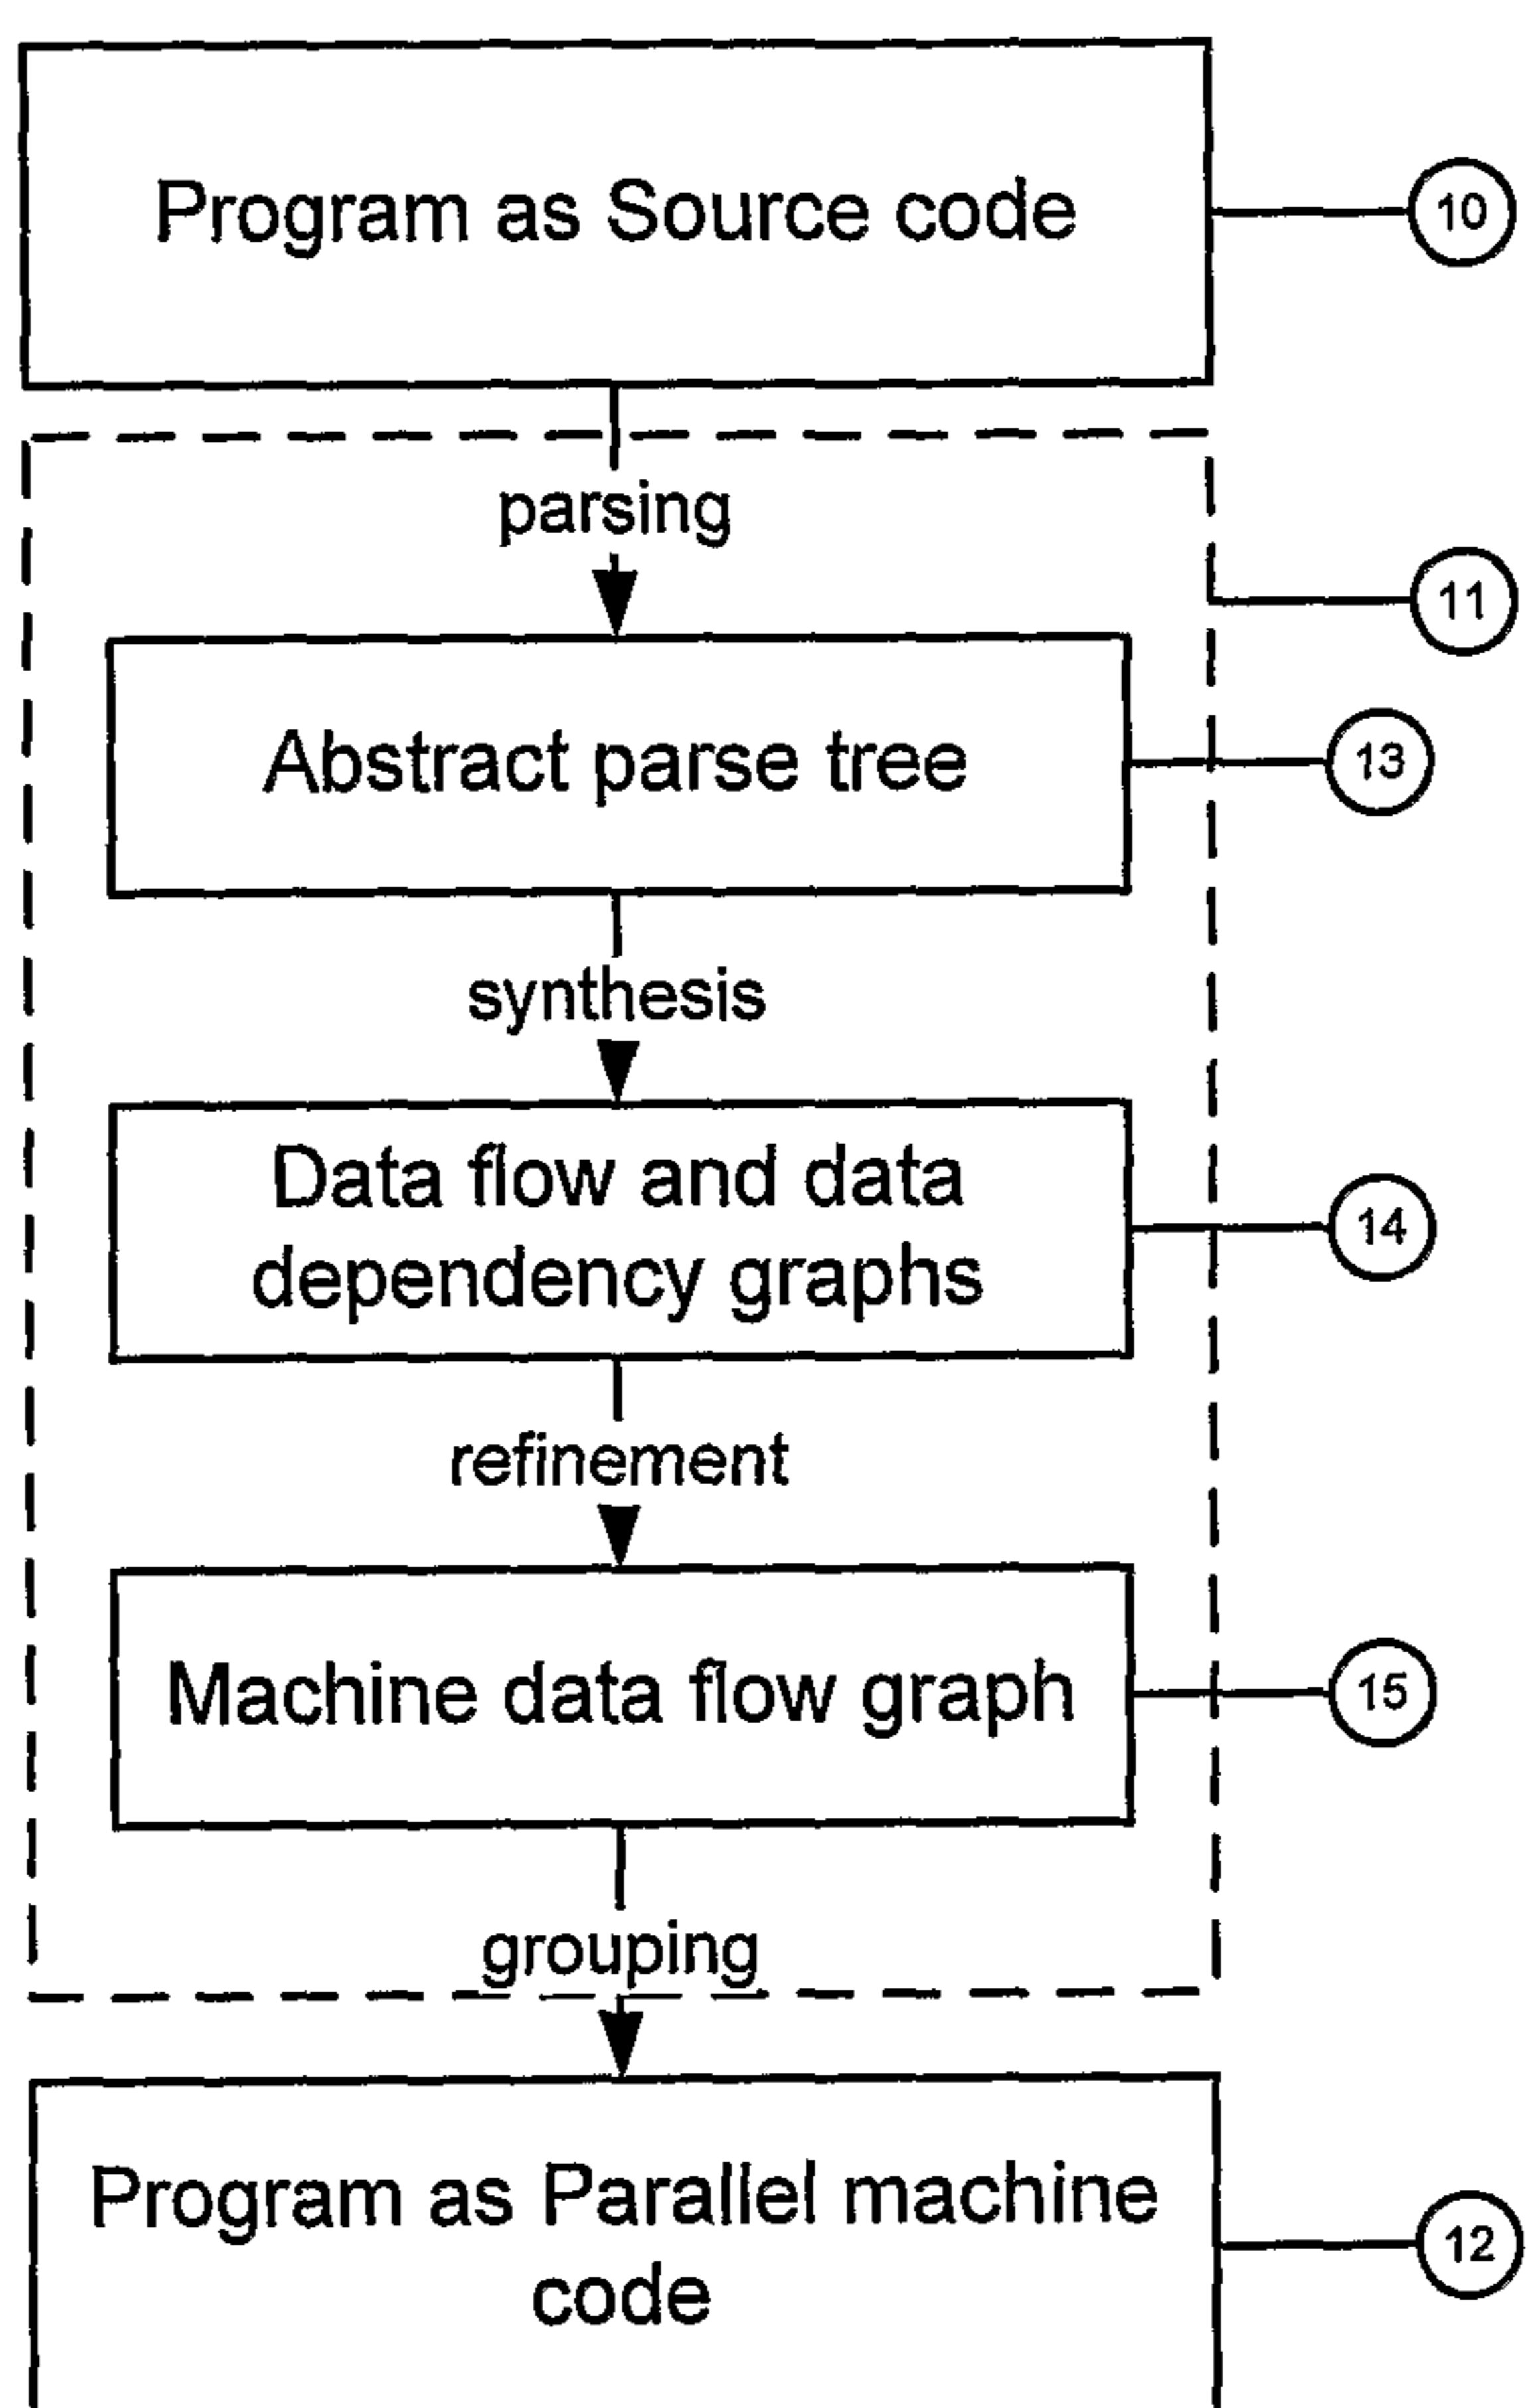 Program as Source code
10
parsing
11
Abstract parse tree
13
synthesis
Data flow and data
dependency graphs
14
refinement
Machine data flow graph
15
grouping
Program as Parallel machine
code
12